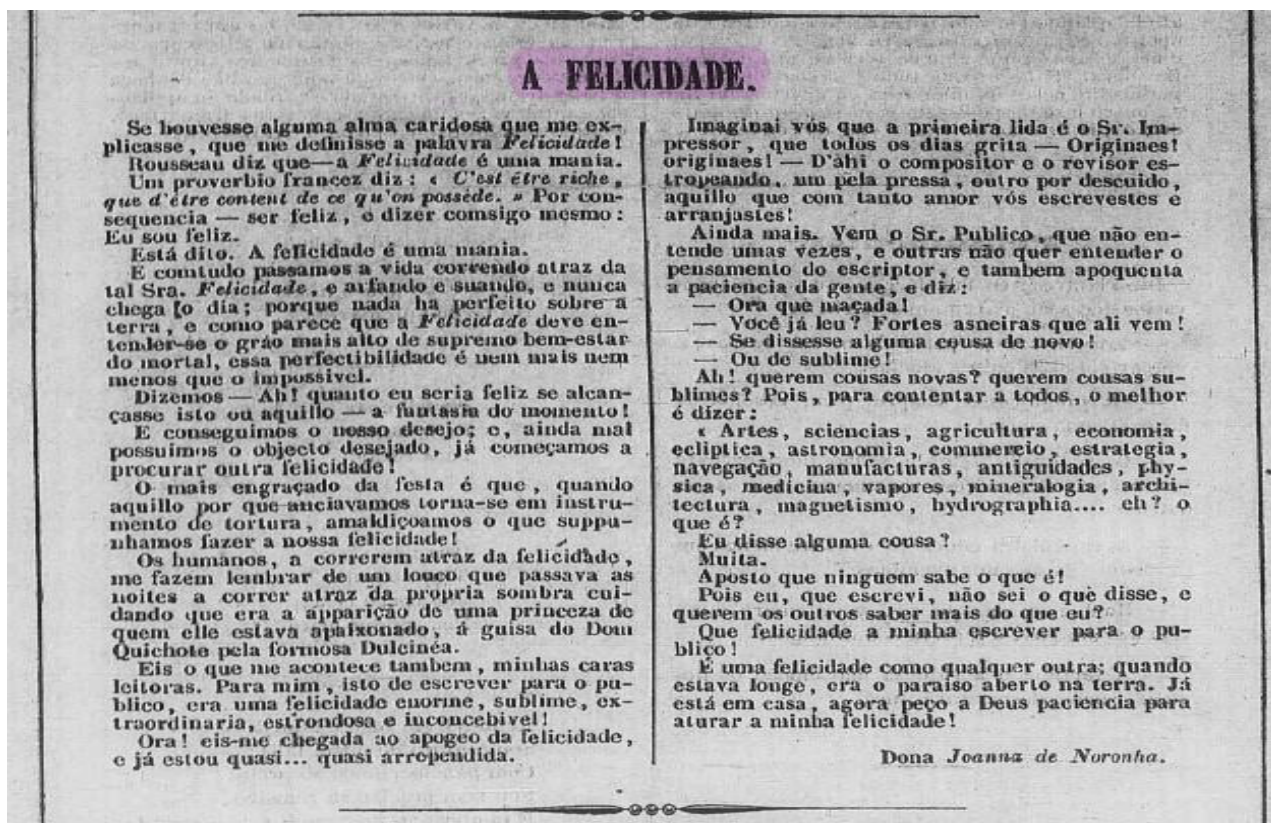 A FELICIDADE.
Se houvesse alguma alma caridosa que me ex-
plicasse, que me definisse a palavra Felicidade!
Rousseau diz que—a Felicidade é uma mania.
Um proverbio francez diz: « C'est étre riche,
que d'étre content de ce qu'on posséde. » Por con-
sequencia — ser feliz, e dizer comsigo mesmo:
Eu sou feliz.
Está dito. A felicidade é uma mania.
E comtudo passamos a vida correndo atraz da
tal Sra. Felicidade, e arfando e suando, e nunca
chega [o dia; porque nada ha perfeito sobre a
terra, e como parece que a Felicidade deve en-
tender-se o gráo mais alto de supremo bem-estar
do mortal, essa perfectibilidade é nem mais nem
menos que o impossivel.
Dizemos — Ah! quanto eu seria feliz se alcan-
çasse isto ou aquillo — a fantasia do momento!
E conseguimos o nosso desejo; e, ainda mal
possuimos o objecto desejado, já começamos a
procurar outra felicidade!
O mais engraçado da festa é que, quando
aquillo por que anciavamos torna-se em instru-
mento de tortura, amaldiçoamos o que suppu-
nhamos fazer a nossa felicidade!
Os humanos, a correrem atraz da felicidade,
me fazem lembrar de um louco que passava as
noites a correr atraz da propria sombra cui-
dando que era a apparição de uma princeza de
quem elle estava apaixonado, á guisa do Dom
Quichote pela formosa Dulcinéa.
Eis o que me acontece tambem, minhas caras
leitoras. Para mim, isto de escrever para o pu-
blico, era uma felicidade enorme, sublime, ex-
traordinaria, estrondosa e inconcebivel!
Ora! eis-me chegada ao apogeo da felicidade,
e já estou quasi... quasi arrependida.
Imaginai vós que a primeira lida é o Sr. Im-
pressor, que todos os dias grita — Originaes!
originaes! — D'ahi o compositor e o revisor es-
tropeando, um pela pressa, outro por descuido,
aquillo que com tanto amor vós escrevestes e
arranjastes!
Ainda mais. Vem o Sr. Publico, que não en-
tende umas vezes, e outras não quer entender o
pensamento do escriptor, e tambem apoquenta
a paciencia da gente, e diz:
— Ora que maçada!
— Você já leu? Fortes asneiras que ali vem!
— Se dissesse alguma cousa de novo!
— Ou de sublime!
Ah! querem cousas novas? querem cousas su-
blimes? Pois, para contentar a todos, o melhor
é dizer:
« Artes, sciencias, agricultura, economia,
ecliptica, astronomia, commercio, estrategia,
navegação, manufacturas, antiguidades, phy-
sica, medicina, vapores, mineralogia, archi-
tectura, magnetismo, hydrographia.... eh? o
que é?
Eu disse alguma cousa?
Muita.
Aposto que ninguem sabe o que é!
Pois eu, que escrevi, não sei o que disse, e
querem os outros saber mais do que eu?
Que felicidade a minha escrever para o pu-
blico!
É uma felicidade como qualquer outra; quando
estava longe, era o paraiso aberto na terra. Já
está em casa, agora peço a Deus paciencia para
aturar a minha felicidade!
Dona Joanna de Noronha.